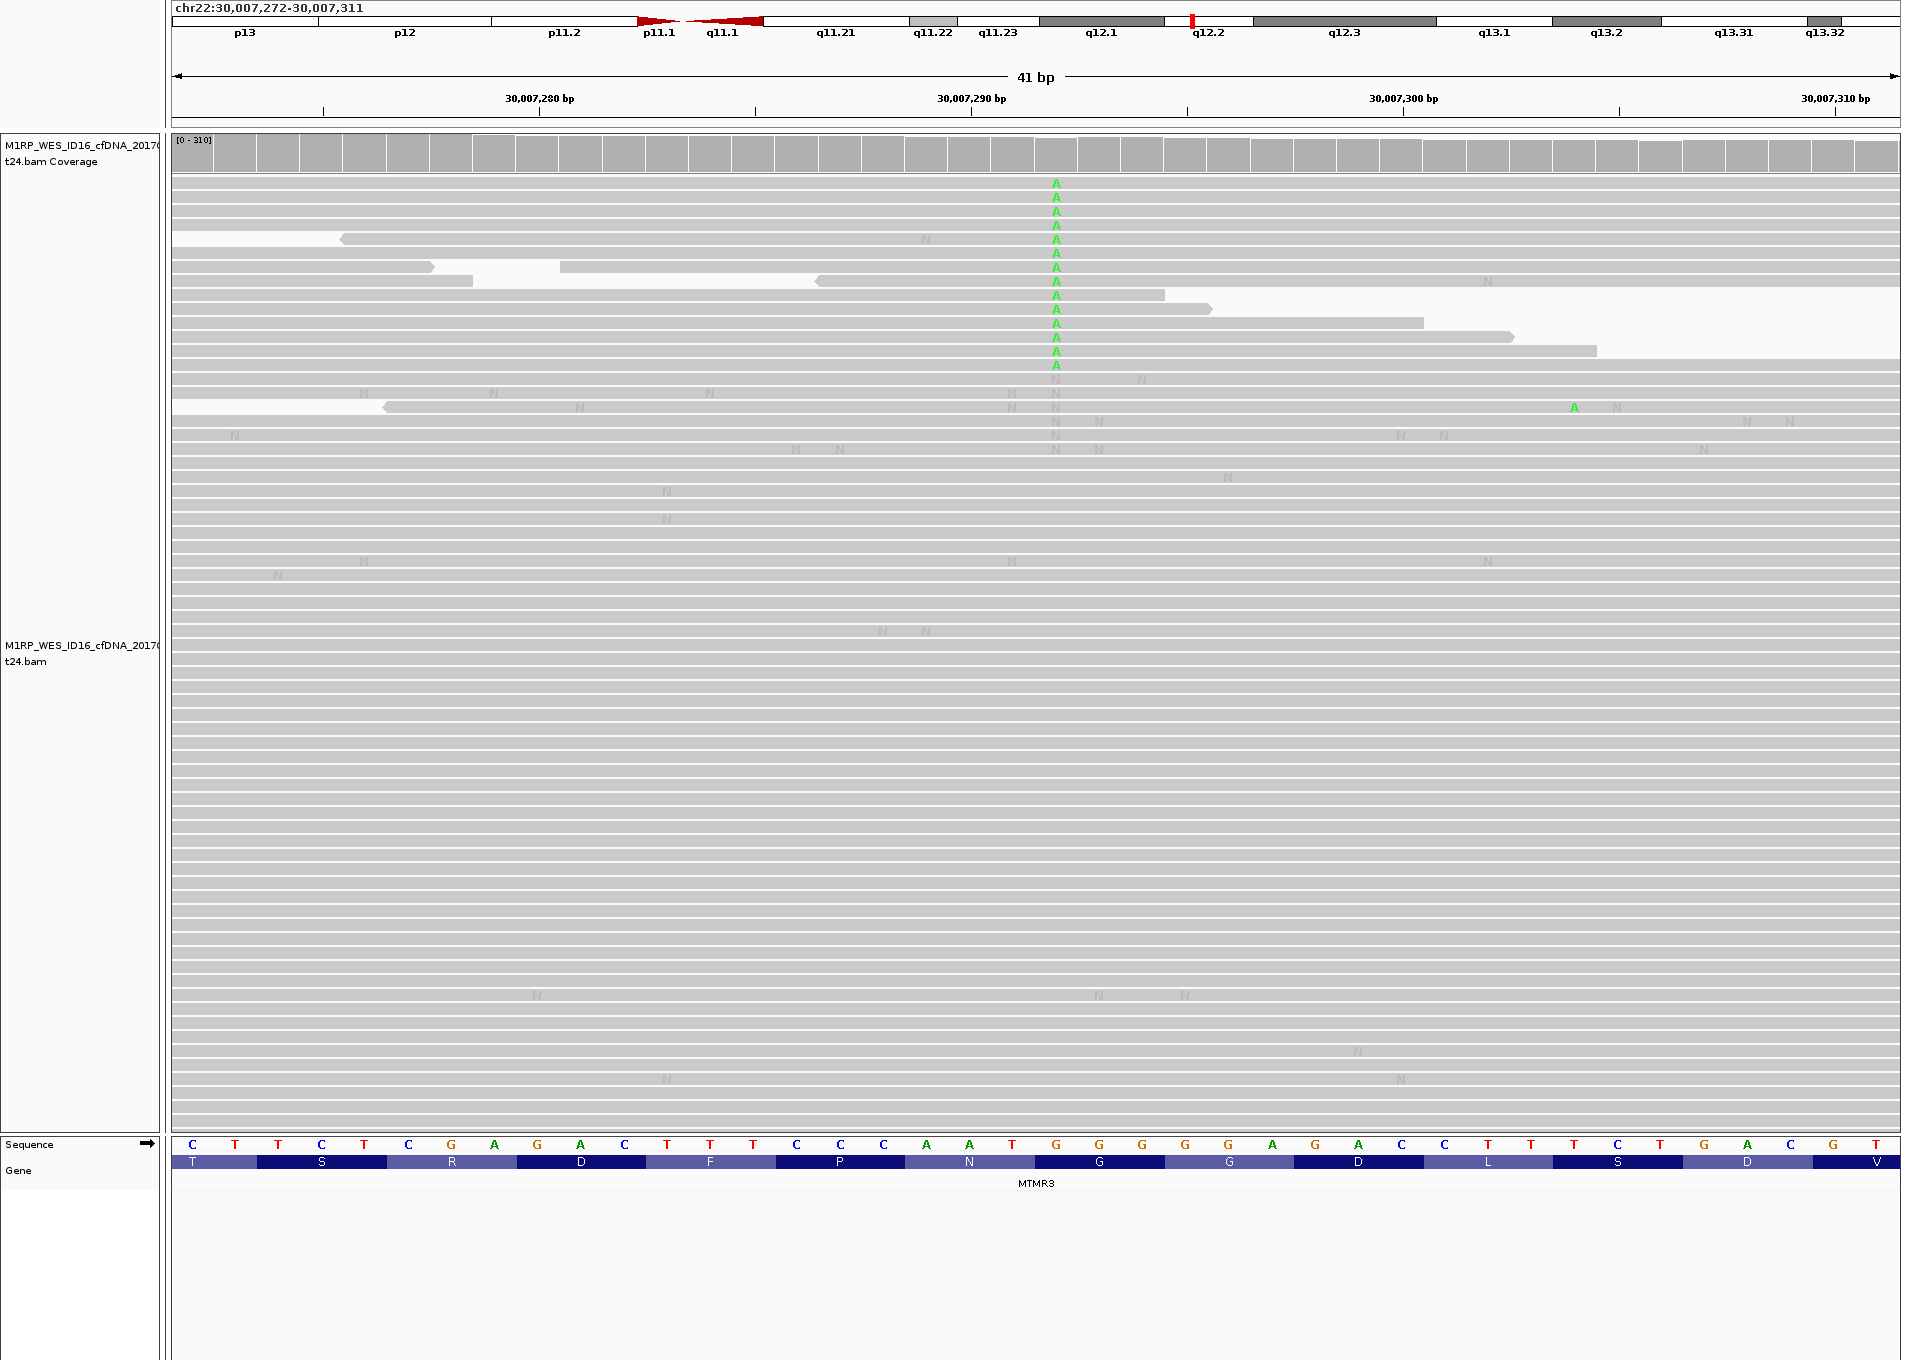 chr22:30,007,272-30,007,311
p13 p12 p11.2 p11.1 q11.1 q11.21 q11.22 q11.23 q12.1 q12.2 q12.3 q13.1 q13.2 q13.31 q13.32
41 bp
30,007,280 bp 30,007,290 bp 30,007,300 bp 30,007,310 bp
M1RP_WES_ID16_cfDNA_2017
t24.bam Coverage
[0 - 310]
A
A
A
A
N A
A
A
A N
A
A
A
A
A
A
N N
N N N N N
N N N A N
N N N N
N N N N
N N N N N
N
N
N
N N N
N
N N
M1RP_WES_ID16_cfDNA_2017
t24.bam
N N N
N
N N
Sequence
C T T C T C G A G A C T T T C C C A A T G G G G G A G A C C T T T C T G A C G T
Gene
T S R D F P N G G D L S D V
MTMR3